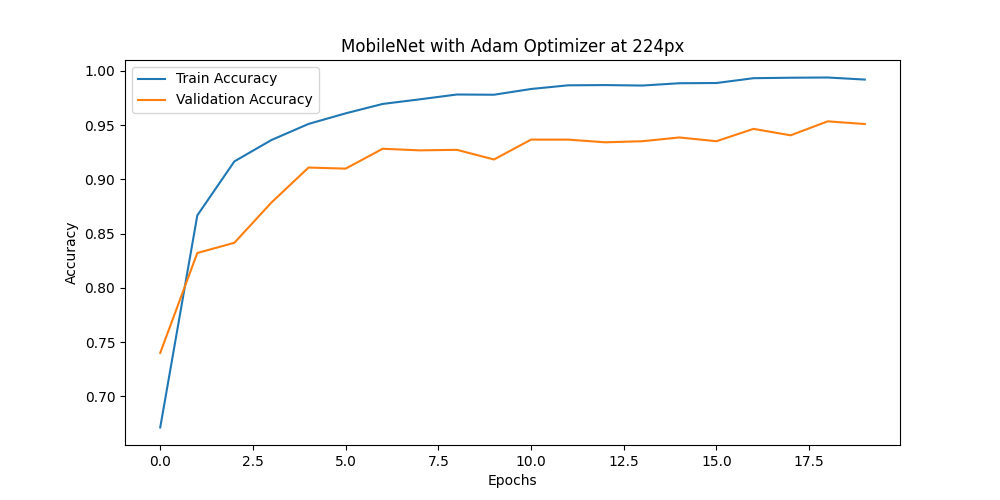 MobileNet with Adam Optimizer at 224px
Train Accuracy
Validation Accuracy
1.00
0.95
0.90
0.85
0.80
0.75
0.70
Accuracy
0.0 2.5 5.0 7.5 10.0 12.5 15.0 17.5
Epochs